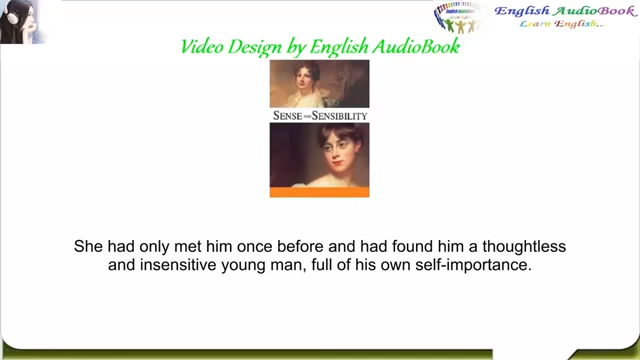 English AudioBook
Learn English...
Video Design by English AudioBook
SENSE AND SENSIBILITY
She had only met him once before and had found him a thoughtless
and insensitive young man, full of his own self-importance.